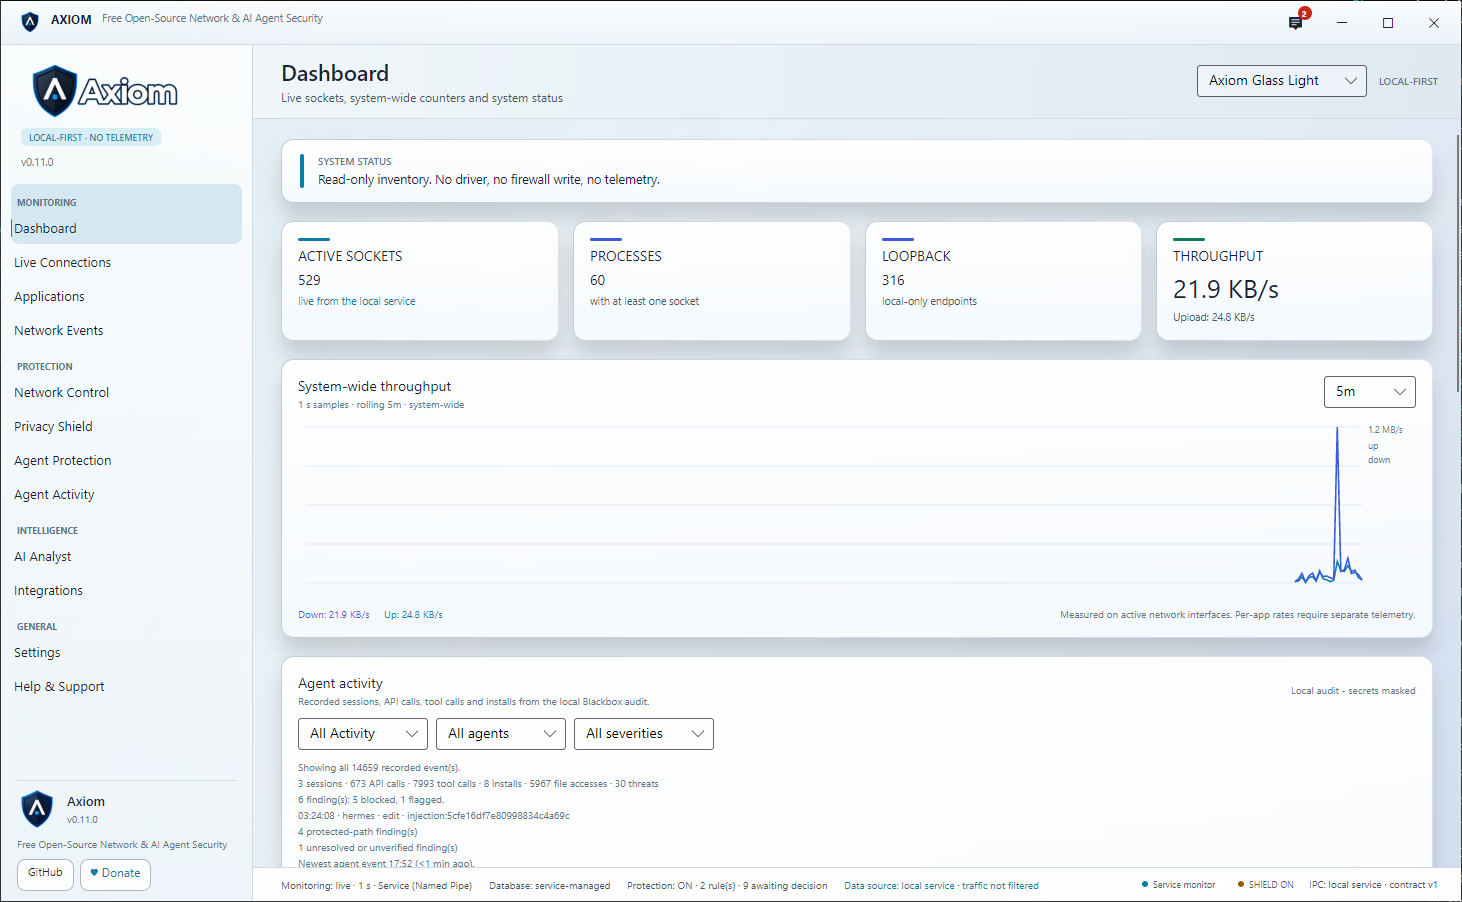 AXIOM Free Open-Source Network & AI Agent Security
2
Axiom
LOCAL-FIRST · NO TELEMETRY
v0.11.0
MONITORING
Dashboard
Live Connections
Applications
Network Events
PROTECTION
Network Control
Privacy Shield
Agent Protection
Agent Activity
INTELLIGENCE
AI Analyst
Integrations
GENERAL
Settings
Help & Support
Axiom
v0.11.0
Free Open-Source Network & AI Agent Security
GitHub
♥ Donate
Dashboard
Live sockets, system-wide counters and system status
Axiom Glass Light
LOCAL-FIRST
SYSTEM STATUS
Read-only inventory. No driver, no firewall write, no telemetry.
ACTIVE SOCKETS
529
live from the local service
PROCESSES
60
with at least one socket
LOOPBACK
316
local-only endpoints
THROUGHPUT
21.9 KB/s
Upload: 24.8 KB/s
System-wide throughput
1 s samples · rolling 5m · system-wide
5m
1.2 MB/s
up
down
Down: 21.9 KB/s Up: 24.8 KB/s
Measured on active network interfaces. Per-app rates require separate telemetry.
Agent activity
Recorded sessions, API calls, tool calls and installs from the local Blackbox audit.
Local audit - secrets masked
All Activity
All agents
All severities
Showing all 14659 recorded event(s).
3 sessions · 673 API calls · 7993 tool calls · 8 installs · 5967 file accesses · 30 threats
6 finding(s): 5 blocked, 1 flagged.
03:24:08 · hermes · edit · injection:5cfe16df7e80998834c4a69c
4 protected-path finding(s)
1 unresolved or unverified finding(s)
Newest agent event 17:52 (<1 min ago).
Monitoring: live · 1 s · Service (Named Pipe) Database: service-managed Protection: ON · 2 rule(s) · 9 awaiting decision Data source: local service · traffic not filtered
Service monitor SHIELD ON IPC: local service · contract v1